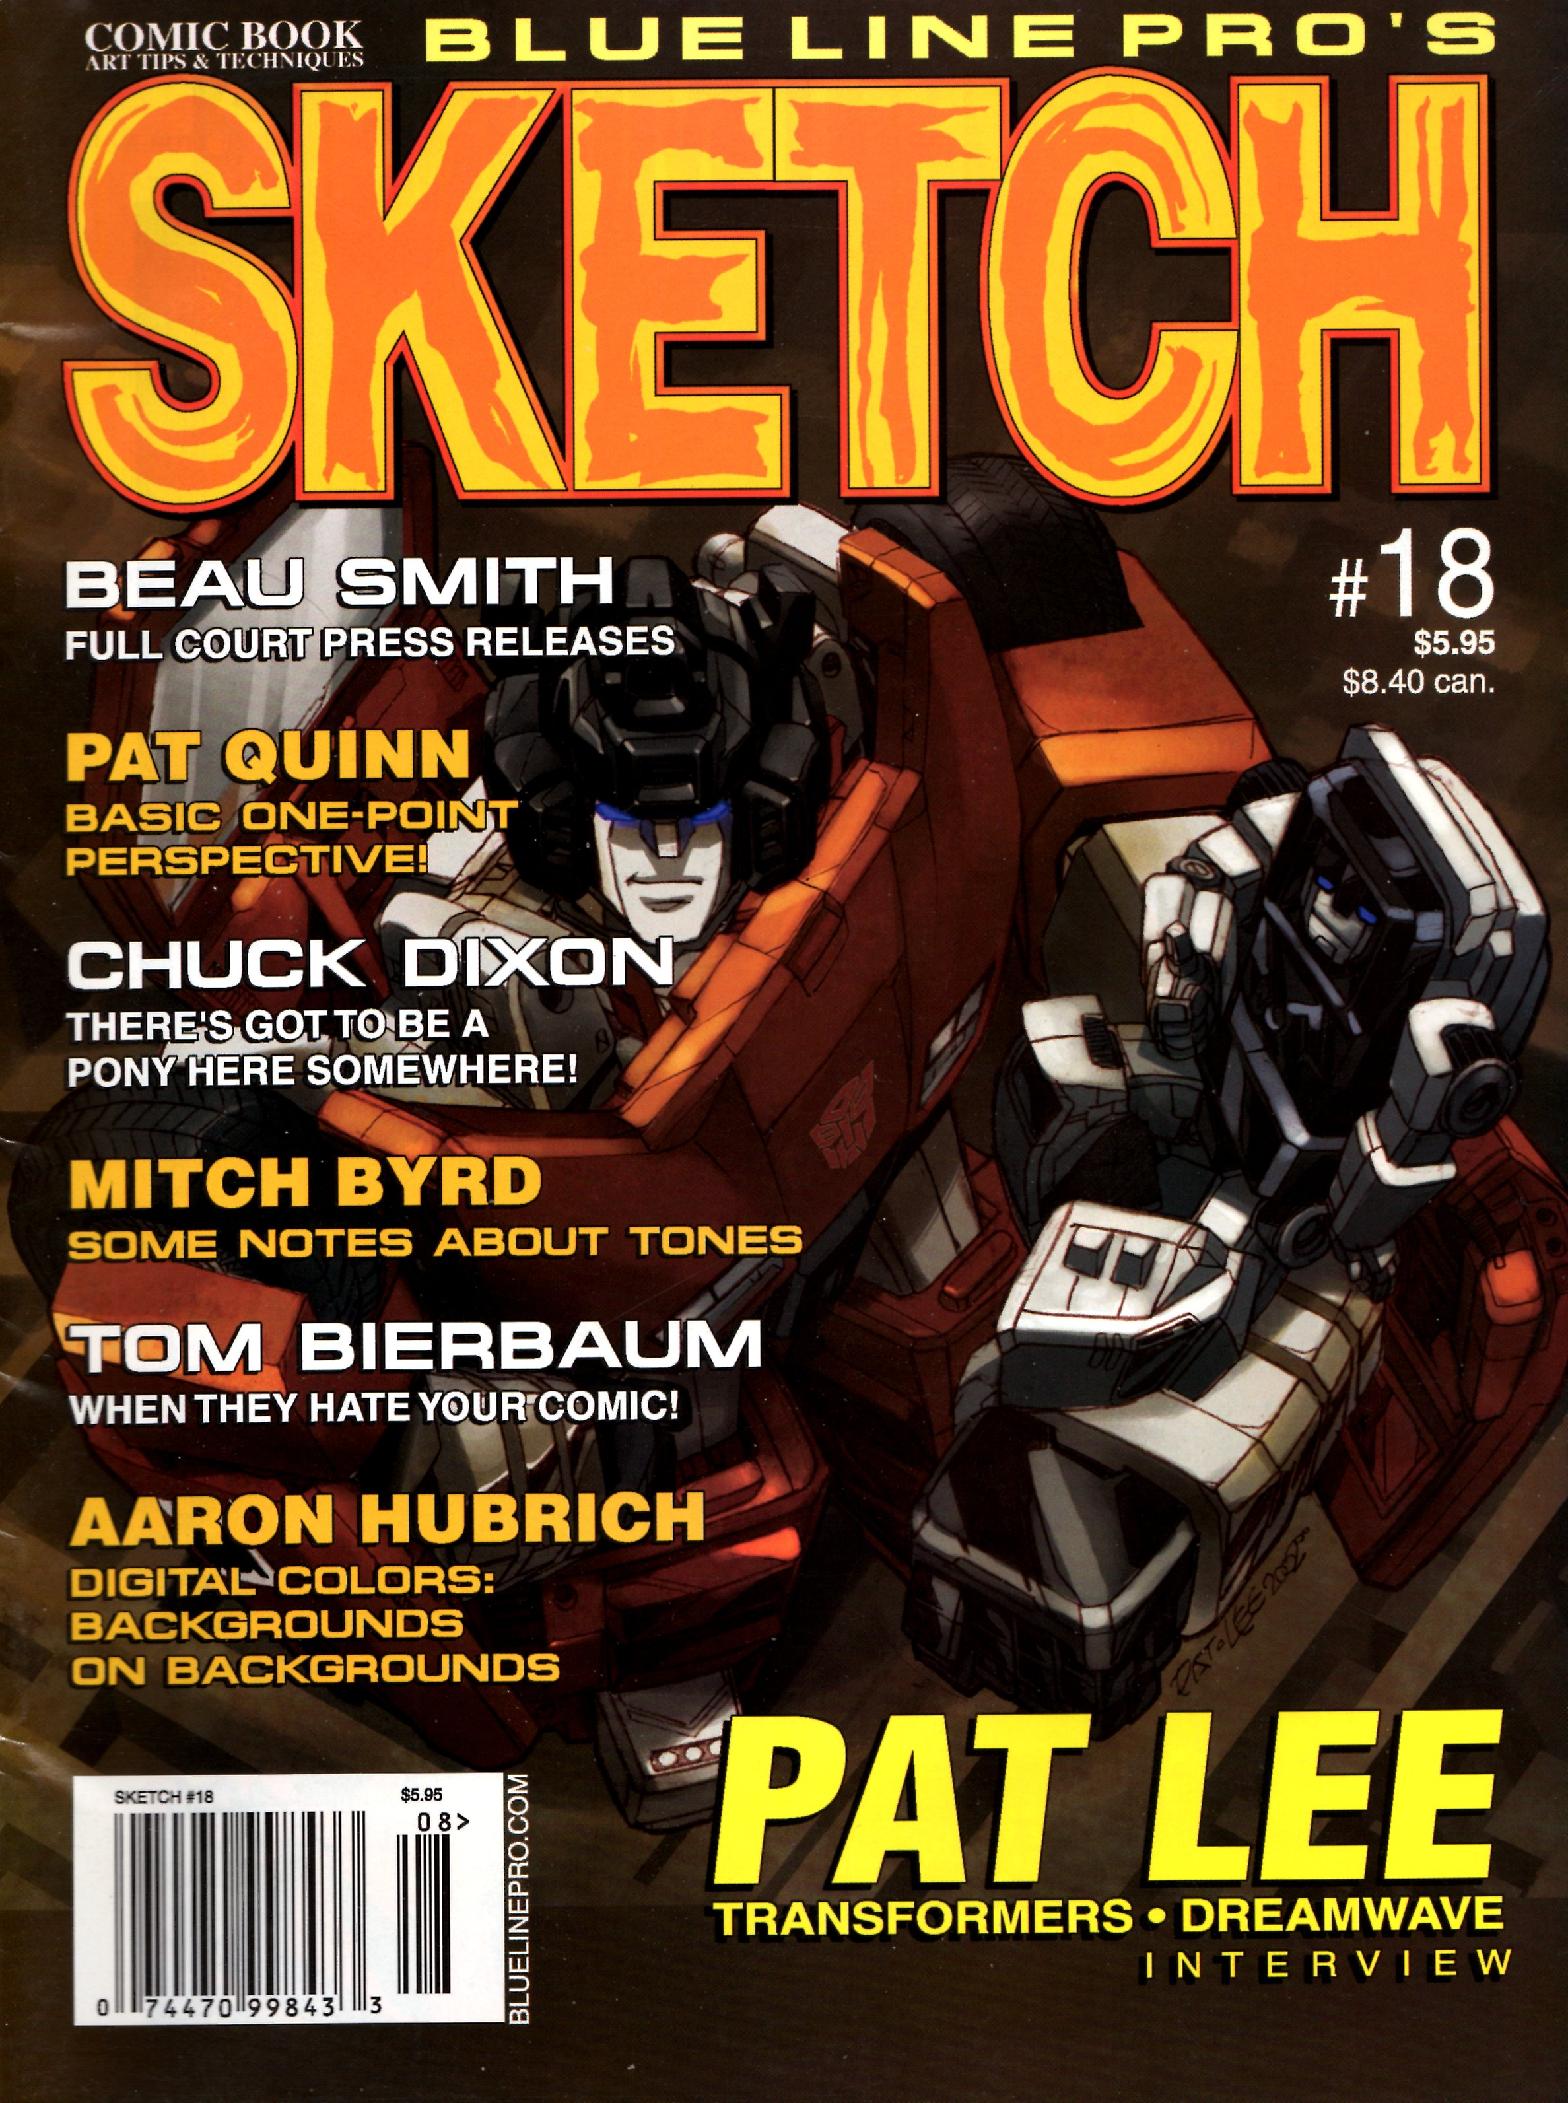 COMIC BOOK
ART TIPS & TECHNIQUES
BLUE LINE PRO'S
SKETCH
#18
$5.95
$8.40 can.
BEAU SMITH
FULL COURT PRESS RELEASES
PAT QUINN
BASIC ONE-POINT
PERSPECTIVE!
CHUCK DIXON
THERE'S GOT TO BE A
PONY HERE SOMEWHERE!
MITCH BYRD
SOME NOTES ABOUT TONES
TOM BIERBAUM
WHEN THEY HATE YOUR COMIC!
AARON HUBRICH
DIGITAL COLORS:
BACKGROUNDS
ON BACKGROUNDS
PAT LEE 2002
PAT LEE
TRANSFORMERS • DREAMWAVE
INTERVIEW
SKETCH #18
$5.95
08>
0 74470 99843 3
BLUELINEPRO.COM